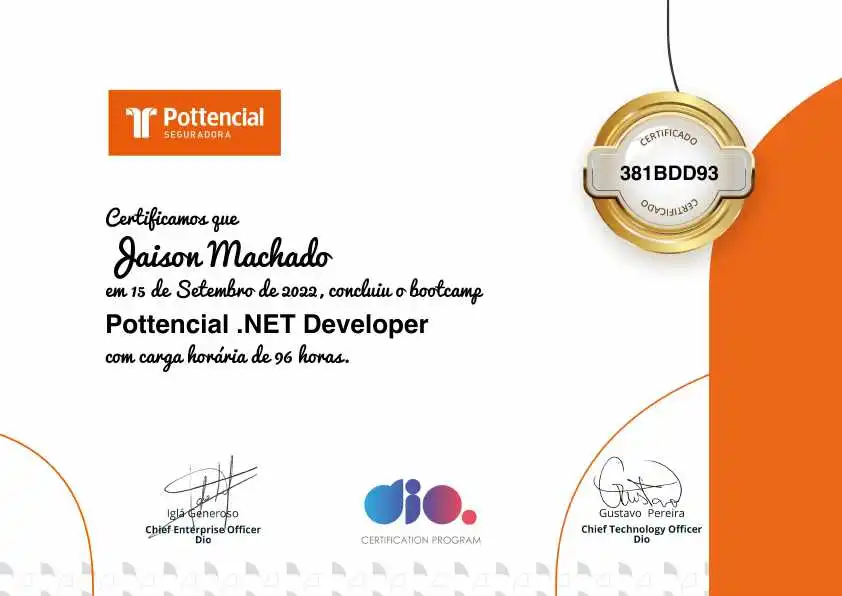 Pottencial
SEGURADORA
CERTIFICADO
381BDD93
CERTIFICADO
Certificamos que
Jaison Machado
em 15 de Setembro de 2022, concluiu o bootcamp
Pottencial .NET Developer
com carga horária de 96 horas.
Iglá Generoso
Chief Enterprise Officer
Dio
dio.
CERTIFICATION PROGRAM
Gustavo
Gustavo Pereira
Chief Technology Officer
Dio